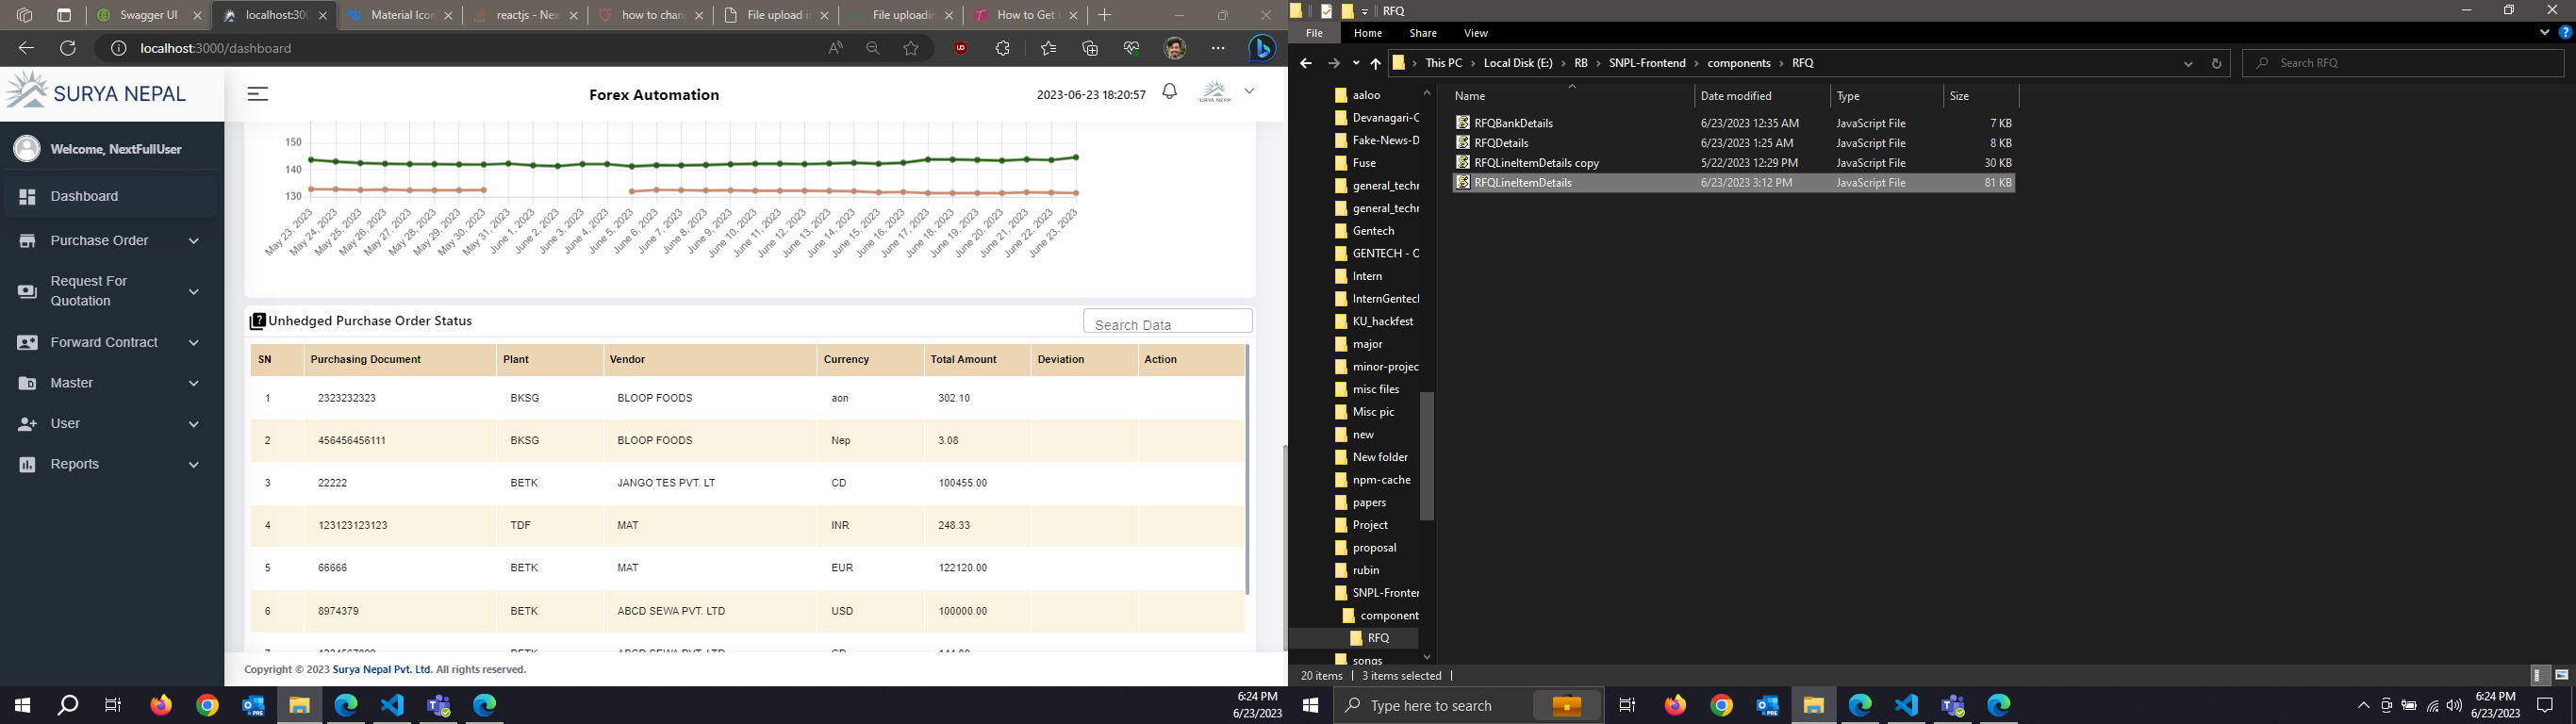 Swagger UI
localhost:300
Material Icon
reactjs - Nex
how to chan
File upload i
File uploadin
How to Get
localhost:3000/dashboard
SURYA NEPAL
Forex Automation
2023-06-23 18:20:57
SURYA NEPAL
Welcome, NextFullUser
Dashboard
Purchase Order
Request For
Quotation
Forward Contract
Master
User
Reports
150
140
130
May 23, 2023
May 24, 2023
May 25, 2023
May 26, 2023
May 27, 2023
May 28, 2023
May 29, 2023
May 30, 2023
May 31, 2023
June 1, 2023
June 2, 2023
June 3, 2023
June 4, 2023
June 5, 2023
June 6, 2023
June 7, 2023
June 8, 2023
June 9, 2023
June 10, 2023
June 11, 2023
June 12, 2023
June 13, 2023
June 14, 2023
June 15, 2023
June 16, 2023
June 17, 2023
June 18, 2023
June 19, 2023
June 20, 2023
June 21, 2023
June 22, 2023
June 23, 2023
Unhedged Purchase Order Status
Search Data
SN Purchasing Document Plant Vendor Currency Total Amount Deviation Action
1 2323232323 BKSG BLOOP FOODS aon 302.10
2 456456456111 BKSG BLOOP FOODS Nep 3.08
3 22222 BETK JANGO TES PVT. LT CD 100455.00
4 123123123123 TDF MAT INR 248.33
5 66666 BETK MAT EUR 122120.00
6 8974379 BETK ABCD SEWA PVT. LTD USD 100000.00
Copyright © 2023 Surya Nepal Pvt. Ltd. All rights reserved.
6:24 PM
6/23/2023
RFQ
File Home Share View
This PC > Local Disk (E:) > RB > SNPL-Frontend > components > RFQ
Search RFQ
aaloo
Devanagari-C
Fake-News-D
Fuse
general_techr
general_techr
Gentech
GENTECH - O
Intern
InternGentecl
KU_hackfest
major
minor-projec
misc files
Misc pic
new
New folder
npm-cache
papers
Project
proposal
rubin
SNPL-Fronter
component
RFQ
songs
Name Date modified Type Size
RFQBankDetails 6/23/2023 12:35 AM JavaScript File 7 KB
RFQDetails 6/23/2023 1:25 AM JavaScript File 8 KB
RFQLineItemDetails copy 5/22/2023 12:29 PM JavaScript File 30 KB
RFQLineItemDetails 6/23/2023 3:12 PM JavaScript File 81 KB
20 items 3 items selected
Type here to search
6:24 PM
6/23/2023